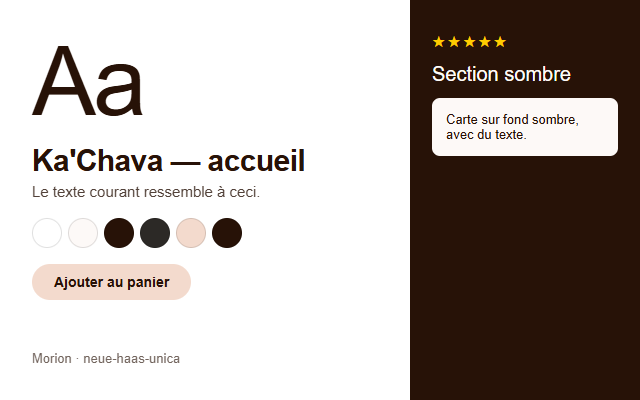 Aa
Ka'Chava — accueil
Le texte courant ressemble à ceci.
Ajouter au panier
Morion · neue-haas-unica
Section sombre
Carte sur fond sombre,
avec du texte.